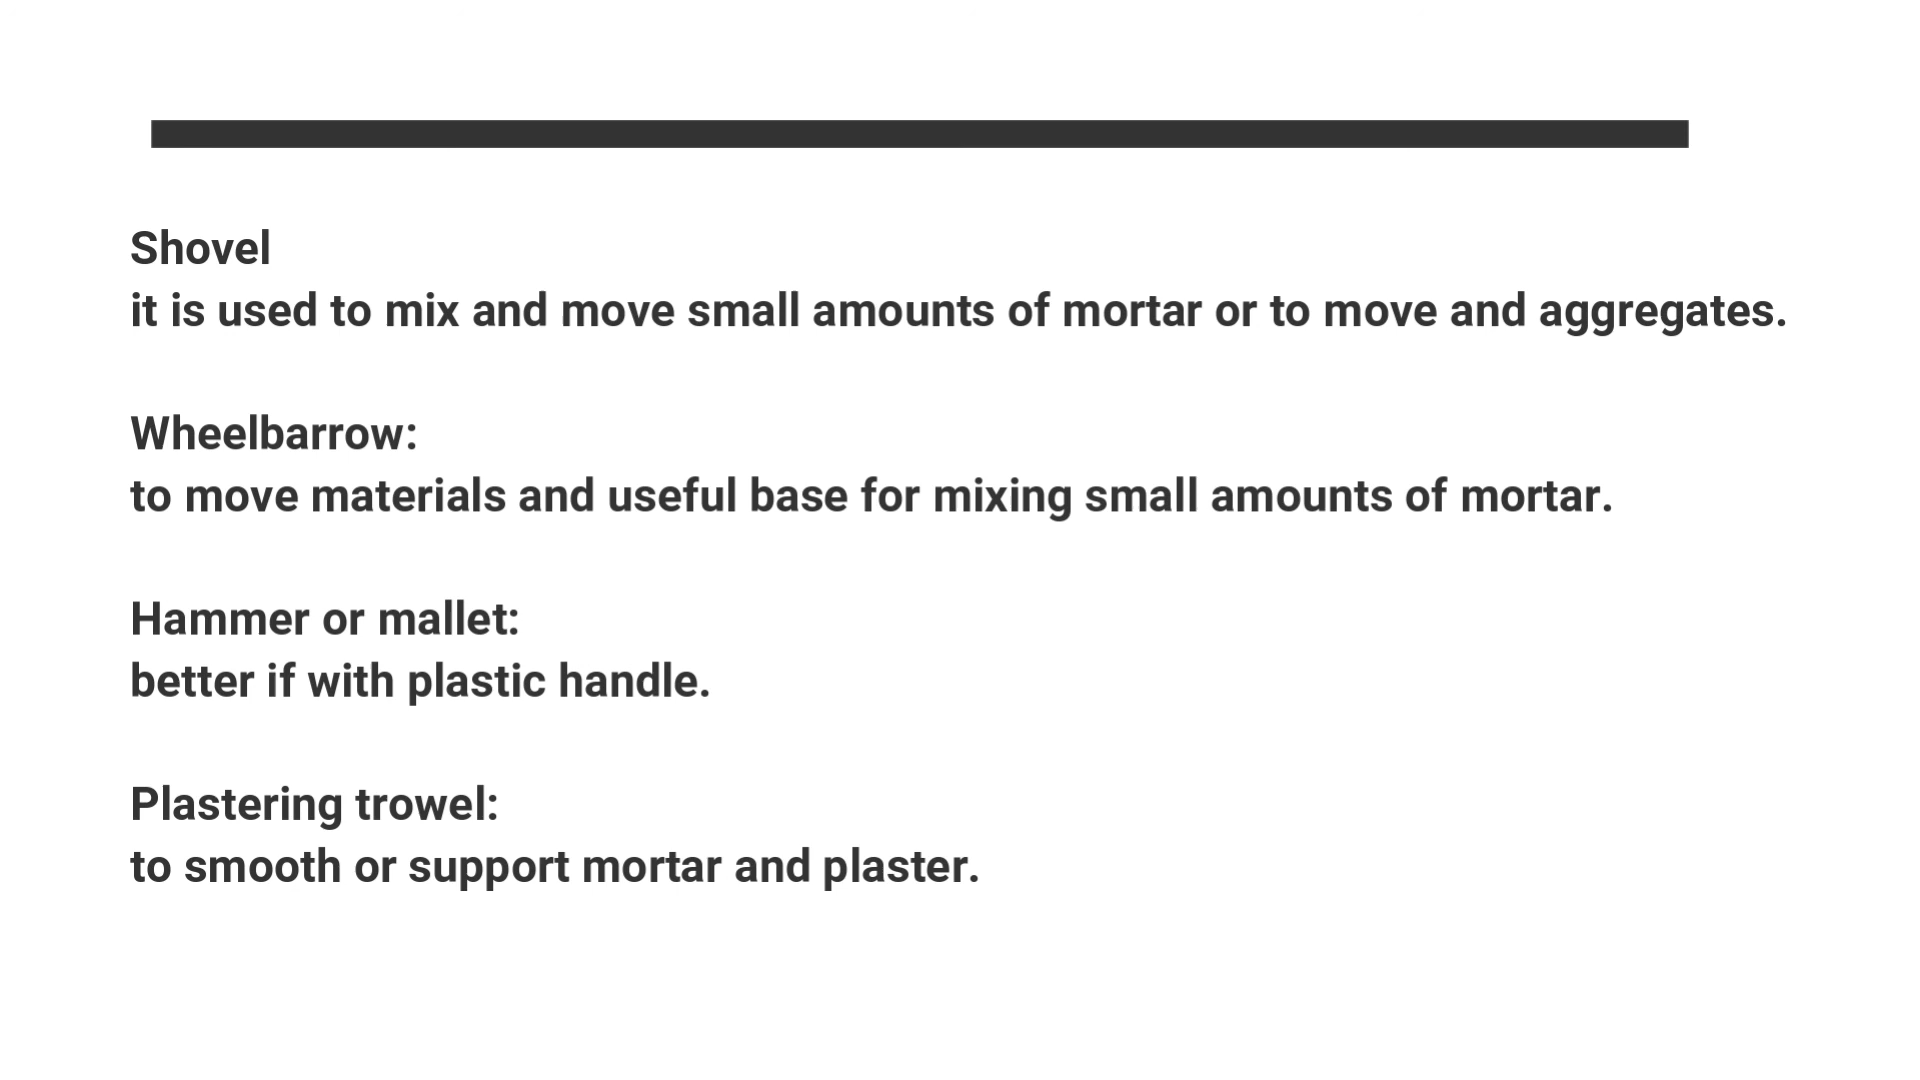 Shovel
it is used to mix and move small amounts of mortar or to move and aggregates.
Wheelbarrow:
to move materials and useful base for mixing small amounts of mortar.
Hammer or mallet:
better if with plastic handle.
Plastering trowel:
to smooth or support mortar and plaster.